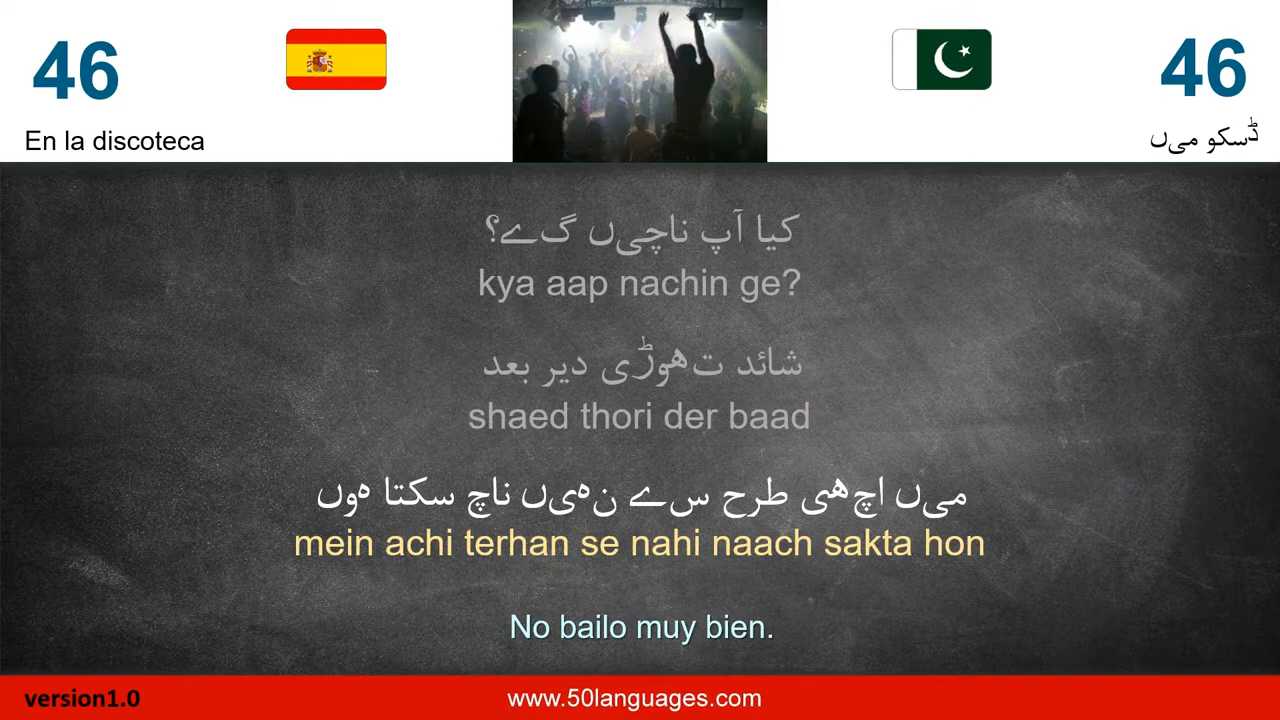 46
46
En la discoteca
ڈسکو میں
کیا آپ ناچیں گے؟
kya aap nachin ge?
شائد تھوڑی دیر بعد
shaed thori der baad
میں اچھی طرح سے نہیں ناچ سکتا ہوں
mein achi terhan se nahi naach sakta hon
No bailo muy bien.
version1.0
www.50languages.com